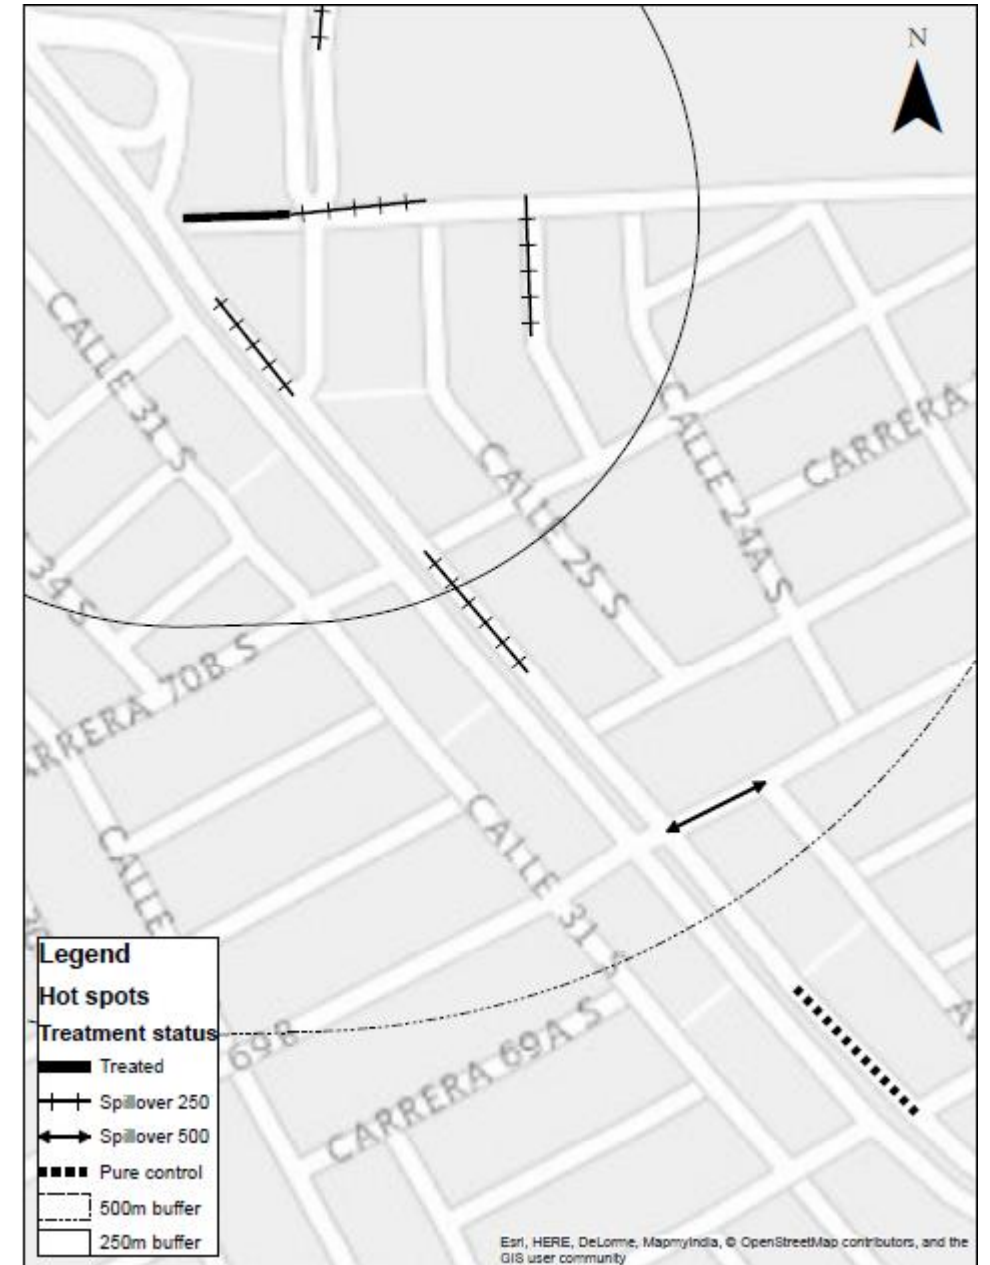 N
CALLE 31 S
CARRERA
CALLE 25 S
CALLE 24A S
34 S
CARRERA 70B S
CALLE
CALLE 31 S
69B
CARRERA 69A S
Legend
Hot spots
Treatment status
Treated
Spillover 250
Spillover 500
Pure control
500m buffer
250m buffer
Esri, HERE, DeLorme, MapmyIndia, © OpenStreetMap contributors, and the
GIS user community